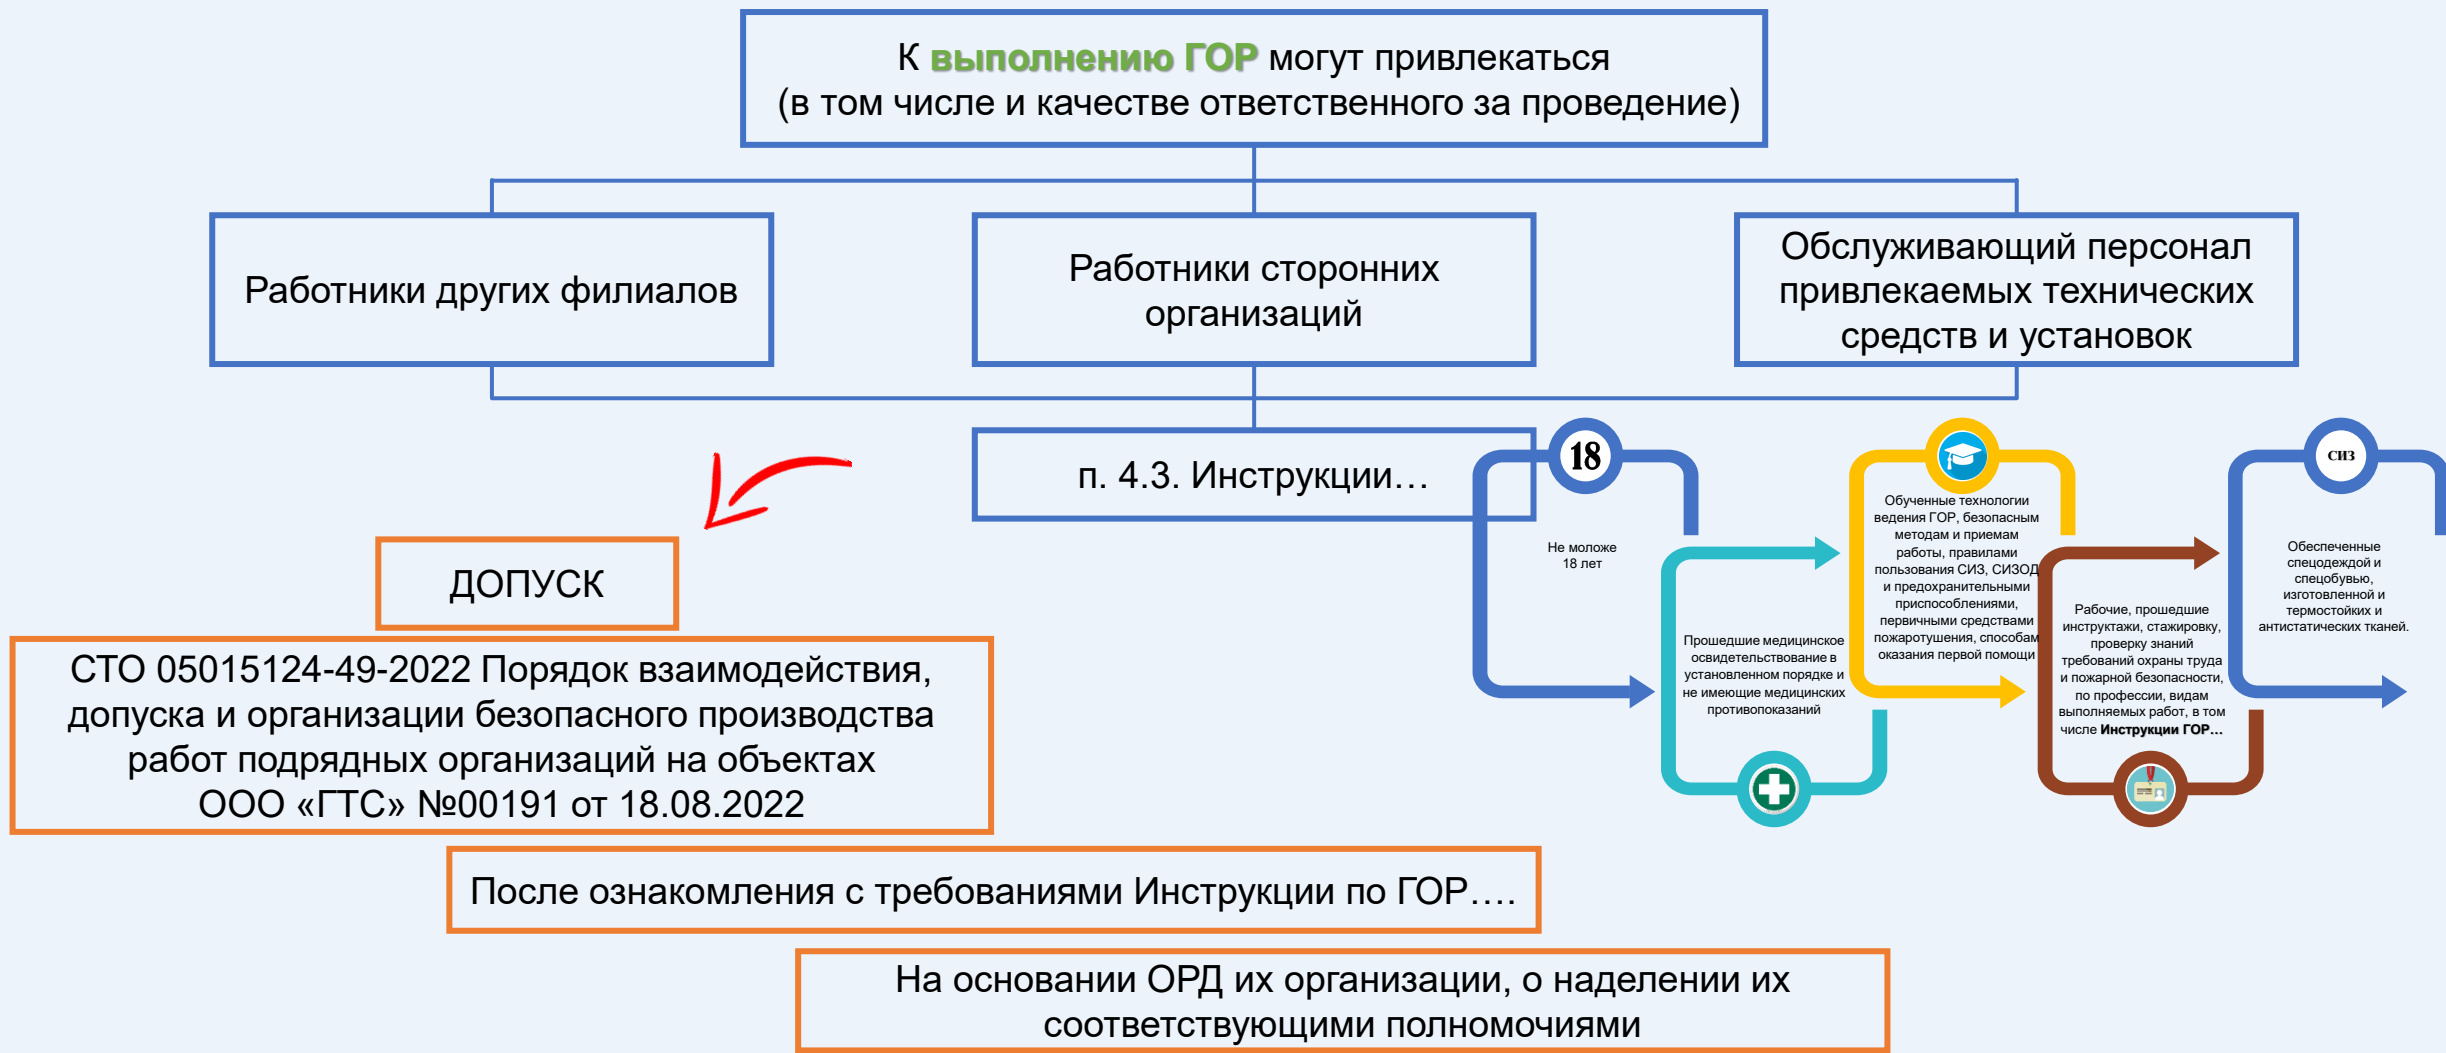 К выполнению ГОР могут привлекаться
(в том числе и качестве ответственного за проведение)
Работники других филиалов
Работники сторонних
организаций
Обслуживающий персонал
привлекаемых технических
средств и установок
п. 4.3. Инструкции…
18
Не моложе
18 лет
Прошедшие медицинское
освидетельствование в
установленном порядке и
не имеющие медицинских
противопоказаний
Обученные технологии
ведения ГОР, безопасным
методам и приемам
работы, правилами
пользования СИЗ, СИЗОД
и предохранительными
приспособлениями,
первичными средствами
пожаротушения, способам
оказания первой помощи
Рабочие, прошедшие
инструктажи, стажировку,
проверку знаний
требований охраны труда
и пожарной безопасности,
по профессии, видам
выполняемых работ, в том
числе Инструкции ГОР…
СИЗ
Обеспеченные
спецодеждой и
спецобувью,
изготовленной и
термостойких и
антистатических тканей.
ДОПУСК
СТО 05015124-49-2022 Порядок взаимодействия,
допуска и организации безопасного производства
работ подрядных организаций на объектах
ООО «ГТС» №00191 от 18.08.2022
После ознакомления с требованиями Инструкции по ГОР….
На основании ОРД их организации, о наделении их
соответствующими полномочиями